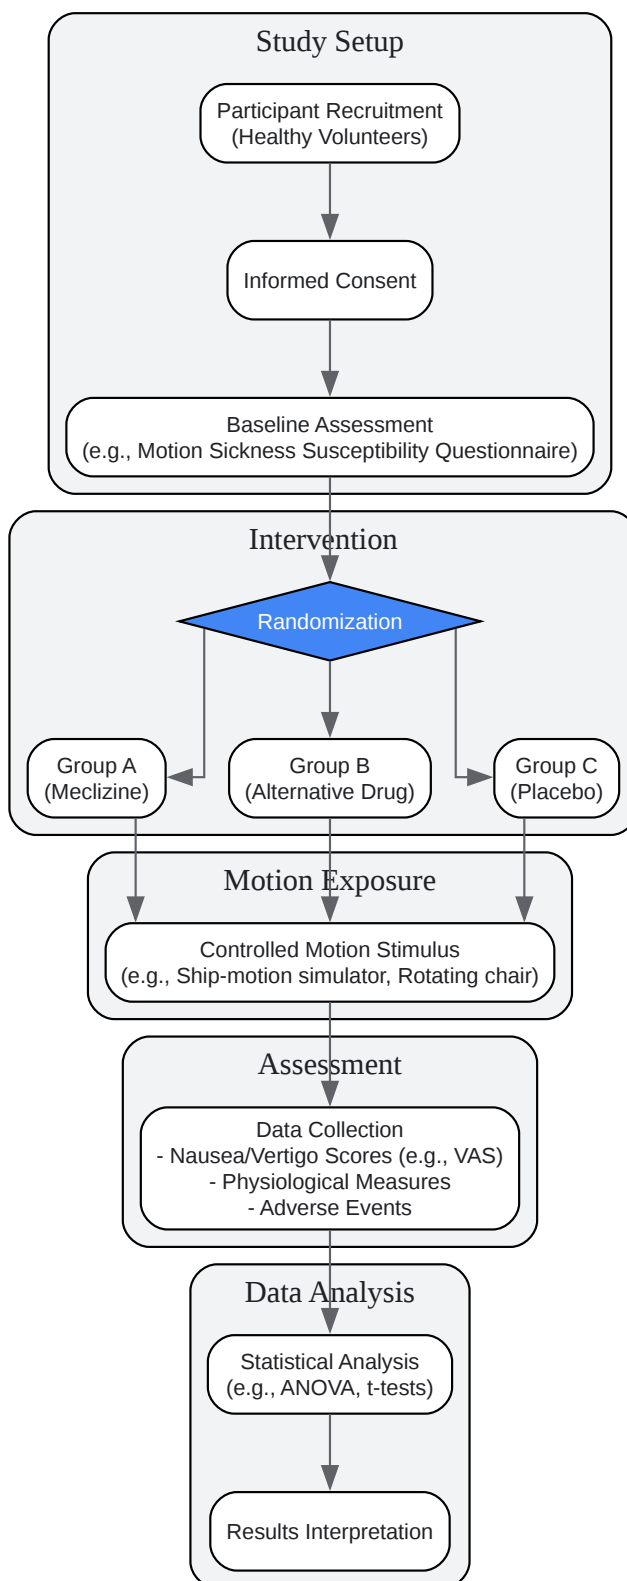 Study Setup
Participant Recruitment
(Healthy Volunteers)
Informed Consent
Baseline Assessment
(e.g., Motion Sickness Susceptibility Questionnaire)
Intervention
Randomization
Group A
(Meclizine)
Group B
(Alternative Drug)
Group C
(Placebo)
Motion Exposure
Controlled Motion Stimulus
(e.g., Ship-motion simulator, Rotating chair)
Assessment
Data Collection
- Nausea/Vertigo Scores (e.g., VAS)
- Physiological Measures
- Adverse Events
Data Analysis
Statistical Analysis
(e.g., ANOVA, t-tests)
Results Interpretation